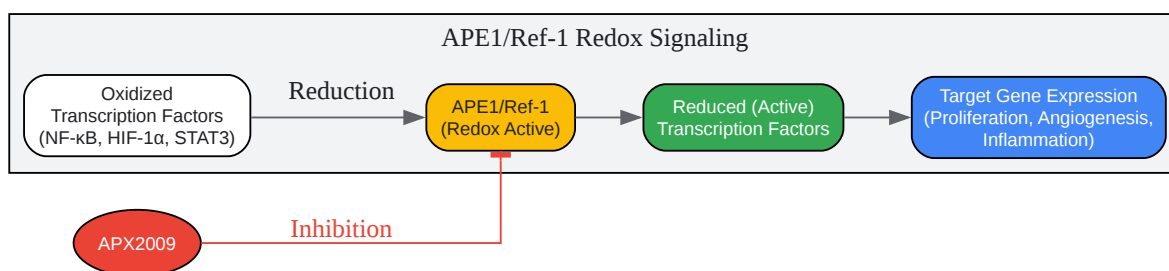 APE1/Ref-1 Redox Signaling
Oxidized
Transcription Factors
(NF-κB, HIF-1α, STAT3)
Reduction
APE1/Ref-1
(Redox Active)
Reduced (Active)
Transcription Factors
Target Gene Expression
(Proliferation, Angiogenesis,
Inflammation)
APX2009
Inhibition